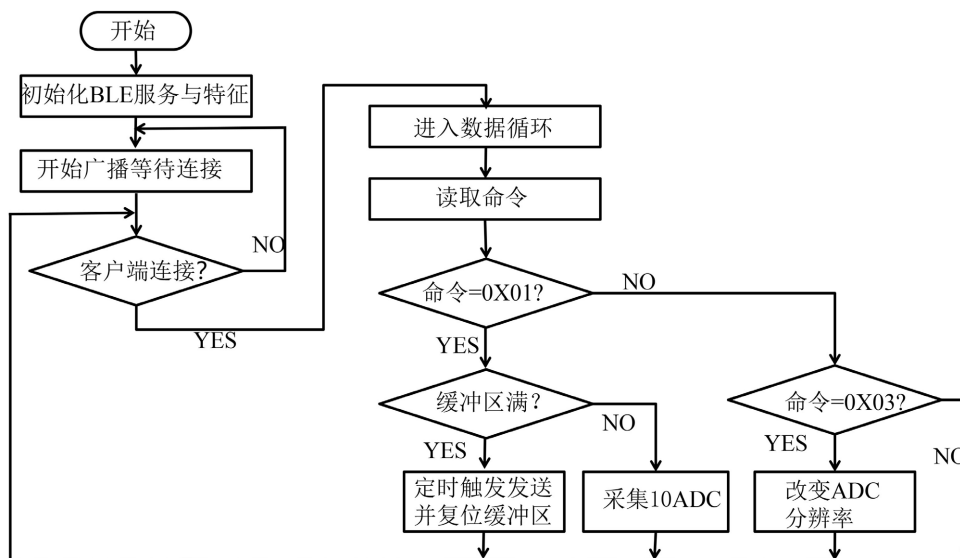 开始
初始化BLE服务与特征
开始广播等待连接
客户端连接?
NO
YES
进入数据循环
读取命令
命令=0X01?
NO
YES
缓冲区满?
NO
YES
定时触发发送
并复位缓冲区
采集10ADC
命令=0X03?
YES
NO
改变ADC
分辨率